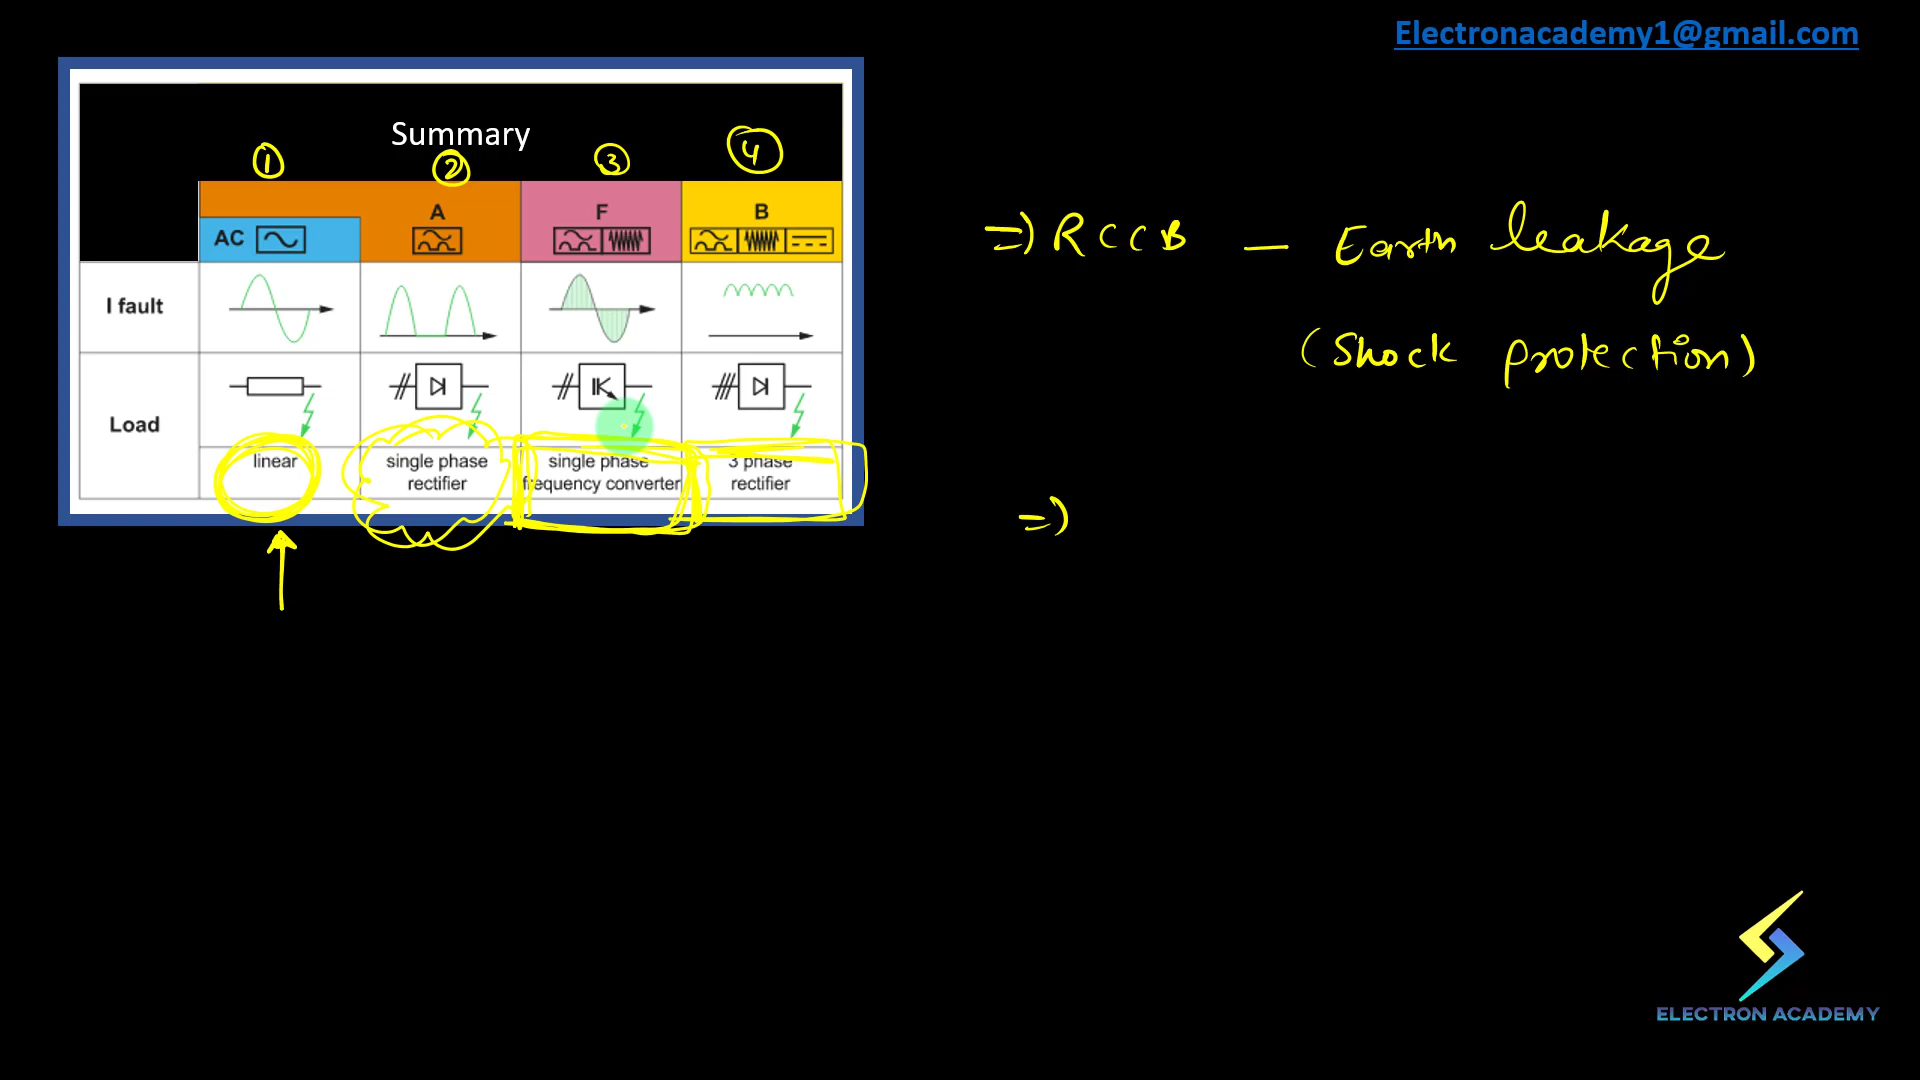 Electronacademy1@gmail.com
Summary
1 2 3 4
AC A F B
I fault
Load
linear
single phase
rectifier
single phase
frequency converter
3 phase
rectifier
=> RCCB - Earth leakage
(Shock protection)
=>
ELECTRON ACADEMY